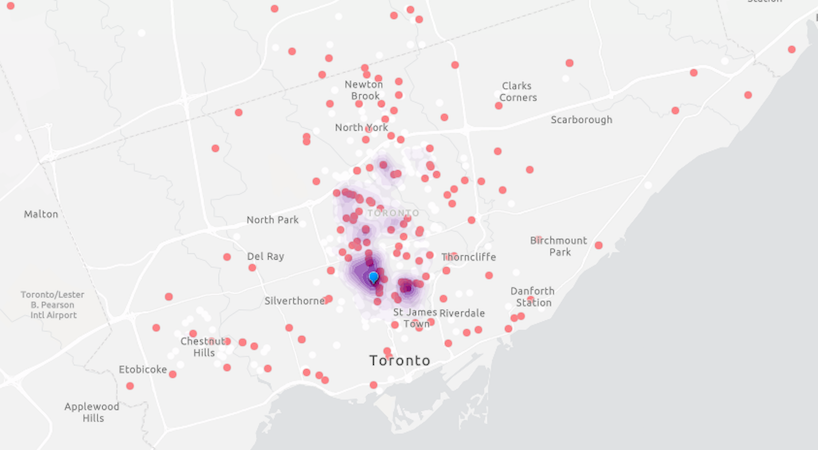 Station
Newton
Brook
Clarks
Corners
Scarborough
North York
Malton
North Park
TORONTO
Birchmount
Park
Del Ray
Thorncliffe
Toronto/Lester
B. Pearson
Intl Airport
Silverthorne
Danforth
Station
St James
Town
Riverdale
Chestnut
Hills
Toronto
Etobicoke
Applewood
Hills